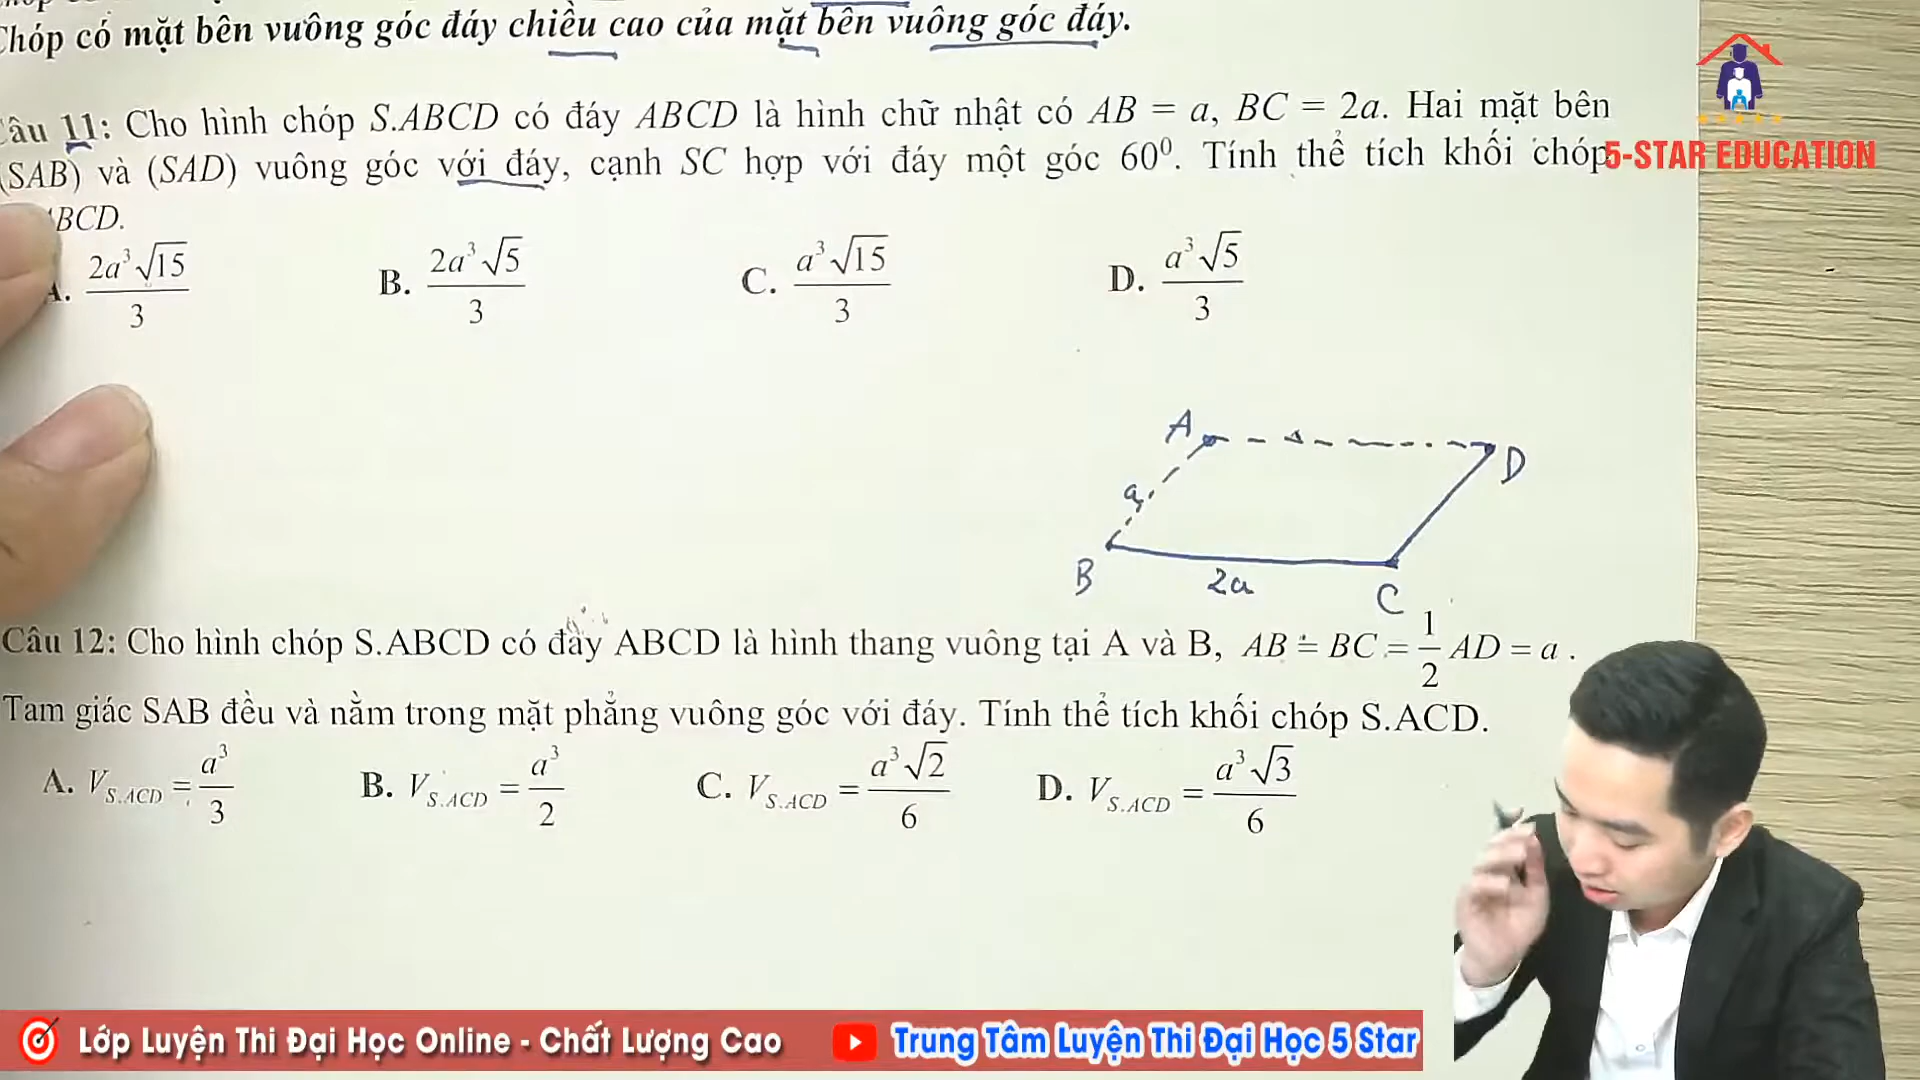 Chóp có mặt bên vuông góc đáy chiều cao của mặt bên vuông góc đáy.
Câu 11: Cho hình chóp S.ABCD có đáy ABCD là hình chữ nhật có AB = a, BC = 2a. Hai mặt bên
(SAB) và (SAD) vuông góc với đáy, cạnh SC hợp với đáy một góc 60⁰. Tính thể tích khối chóp
BCD.
A. 2a³√15/3 B. 2a³√5/3 C. a³√15/3 D. a³√5/3
5-STAR EDUCATION
A
D
a
B
2a
C
Câu 12: Cho hình chóp S.ABCD có đáy ABCD là hình thang vuông tại A và B, AB = BC = 1/2 AD = a .
Tam giác SAB đều và nằm trong mặt phẳng vuông góc với đáy. Tính thể tích khối chóp S.ACD.
A. V_S.ACD = a³/3 B. V_S.ACD = a³/2 C. V_S.ACD = a³√2/6 D. V_S.ACD = a³√3/6
Lớp Luyện Thi Đại Học Online - Chất Lượng Cao
Trung Tâm Luyện Thi Đại Học 5 Star